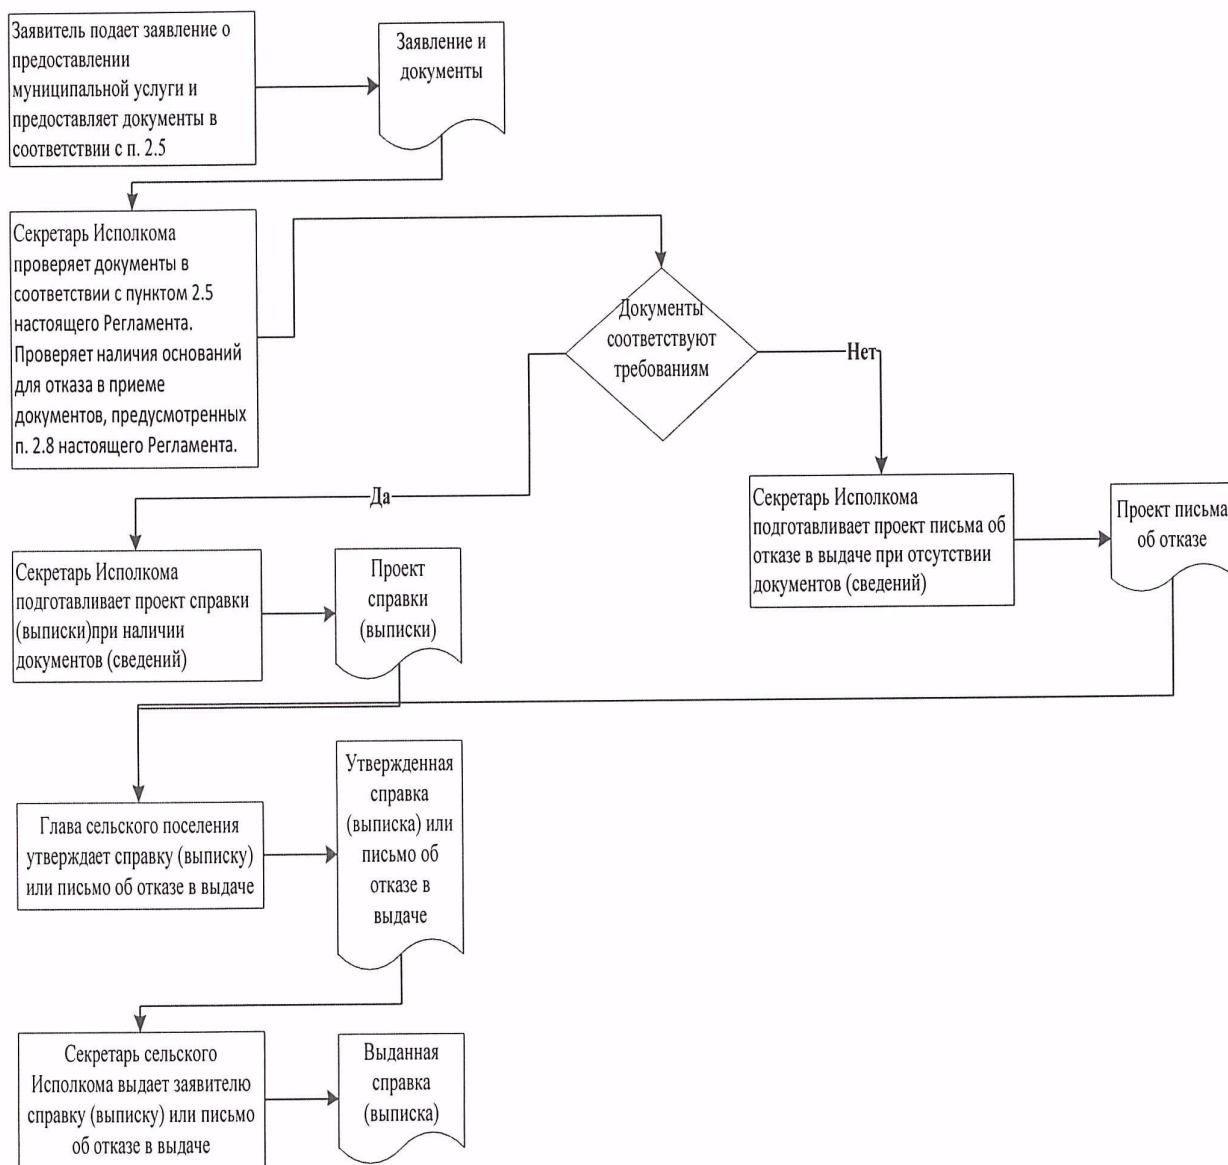 Заявитель подает заявление о
предоставлении
муниципальной услуги и
предоставляет документы в
соответствии с п. 2.5
Заявление и
документы
Секретарь Исполкома
проверяет документы в
соответствии с пунктом 2.5
настоящего Регламента.
Проверяет наличия оснований
для отказа в приеме
документов, предусмотренных
п. 2.8 настоящего Регламента.
Документы
соответствуют
требованиям
Нет
Да
Секретарь Исполкома
подготавливает проект письма об
отказе в выдаче при отсутствии
документов (сведений)
Проект письма
об отказе
Секретарь Исполкома
подготавливает проект справки
(выписки)при наличии
документов (сведений)
Проект
справки
(выписки)
Глава сельского поселения
утверждает справку (выписку)
или письмо об отказе в выдаче
Утвержденная
справка
(выписка) или
письмо об
отказе в
выдаче
Секретарь сельского
Исполкома выдает заявителю
справку (выписку) или письмо
об отказе в выдаче
Выданная
справка
(выписка)